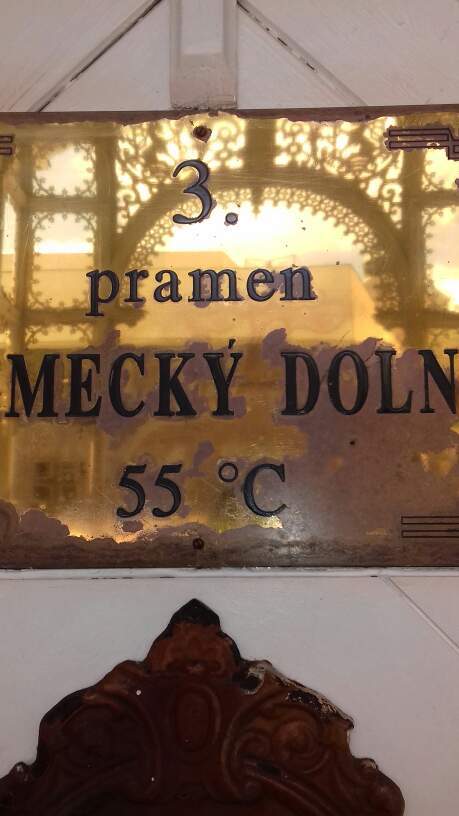 3.
pramen
MECKÝ DOLN
55 °C